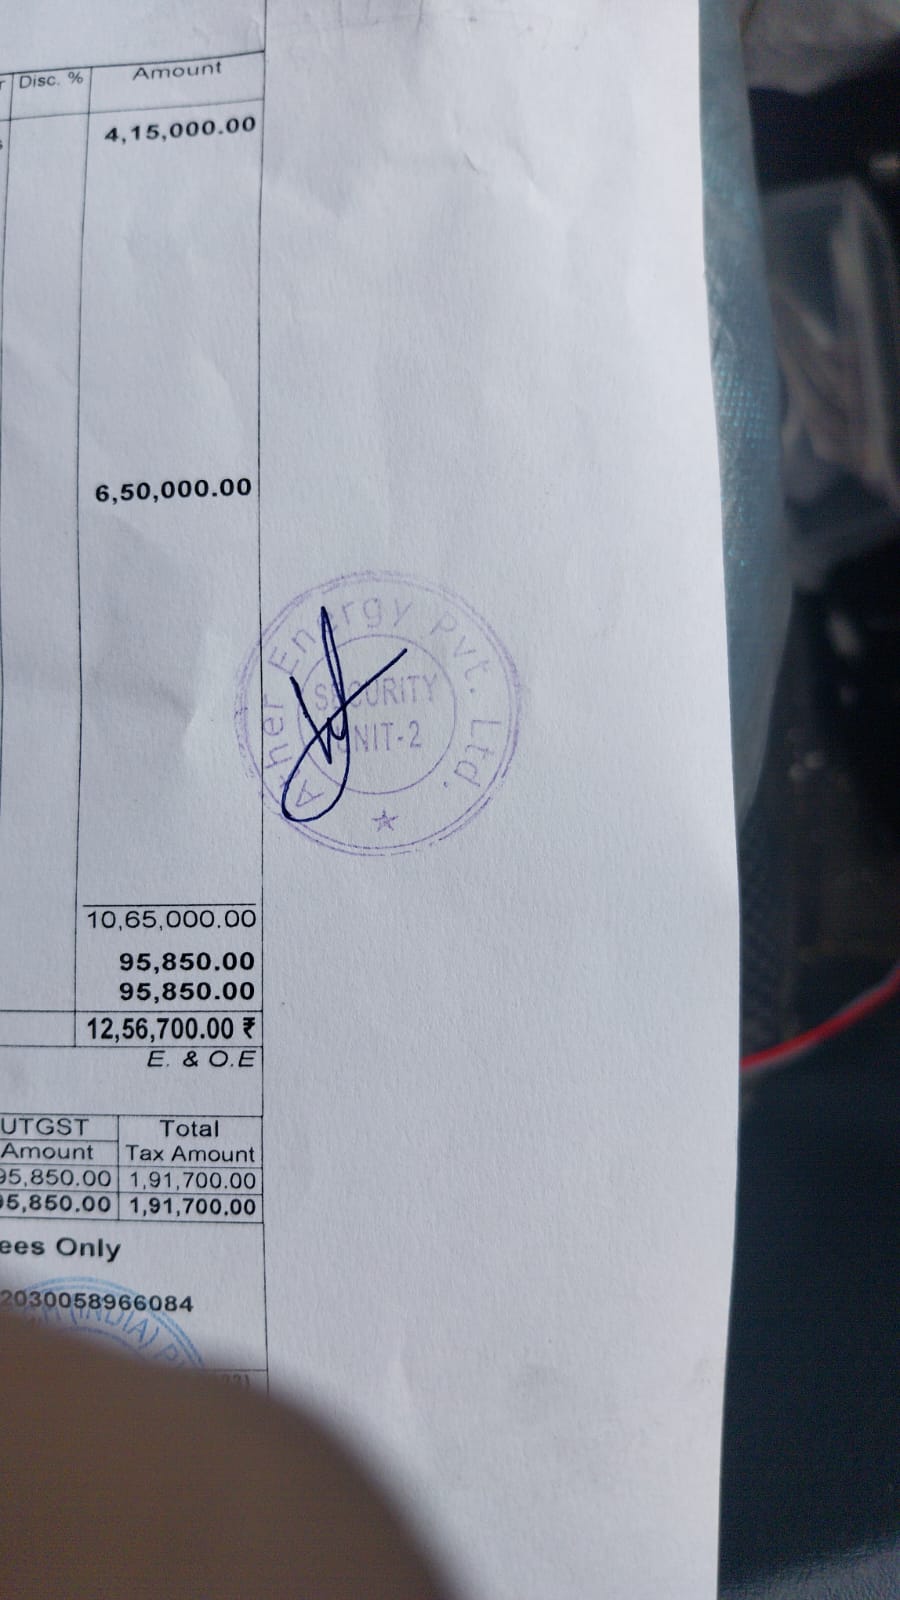 Disc. % Amount
4,15,000.00
6,50,000.00
Ather Energy Pvt. Ltd.
SECURITY
UNIT-2
10,65,000.00
95,850.00
95,850.00
12,56,700.00 ₹
E. & O.E
UTGST Total
Amount Tax Amount
95,850.00 1,91,700.00
95,850.00 1,91,700.00
ees Only
2030058966084
(INDIA)